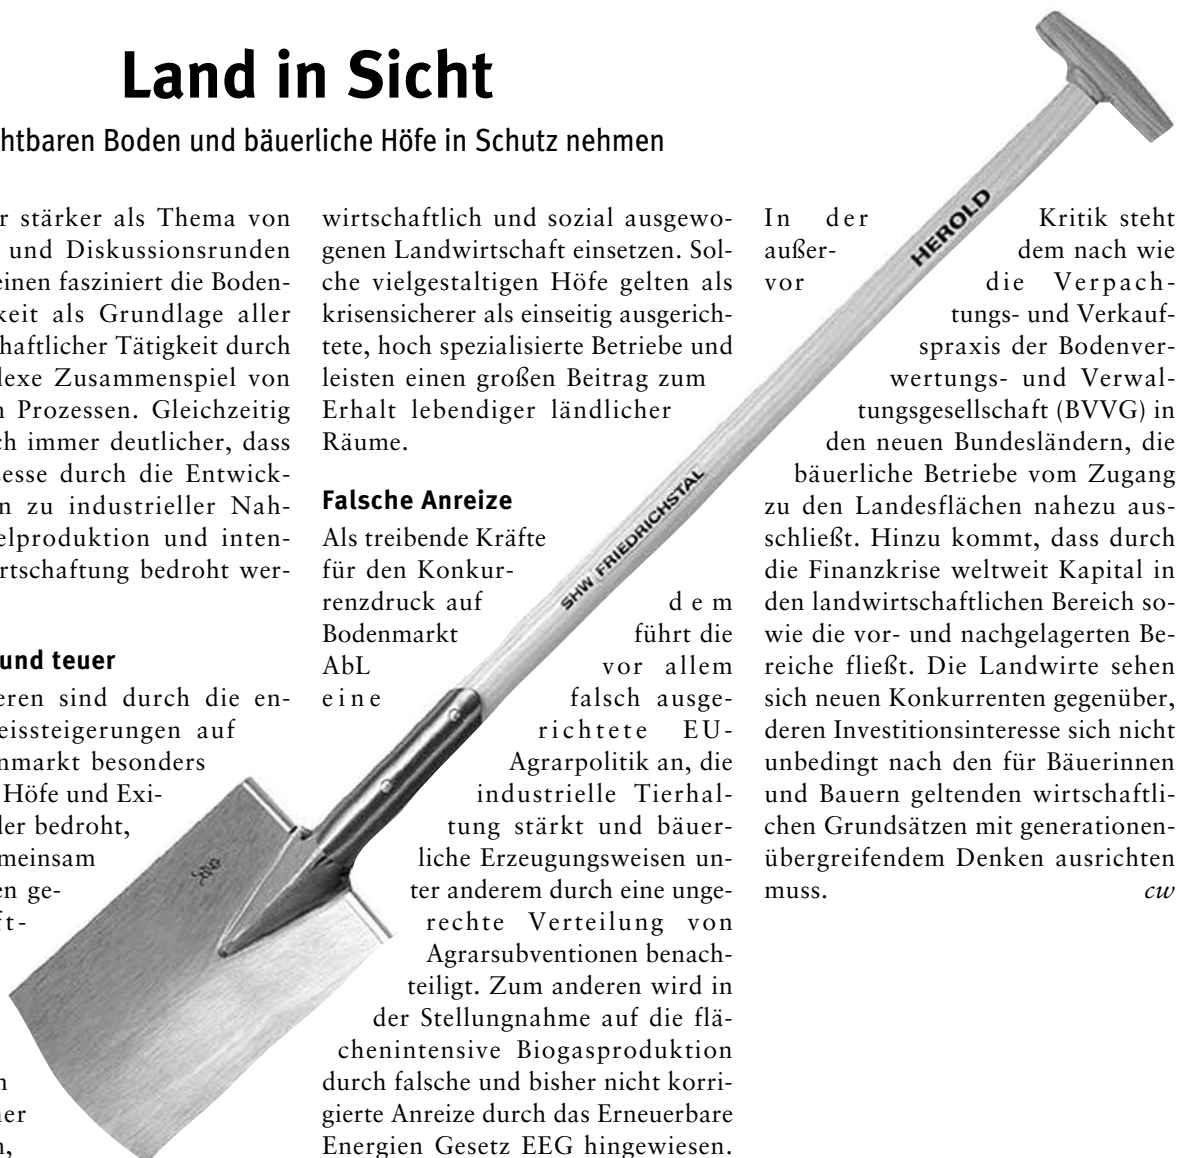 Land in Sicht
htbaren Boden und bäuerliche Höfe in Schutz nehmen
r stärker als Thema von
und Diskussionsrunden
einen fasziniert die Boden-
keit als Grundlage aller
haftlicher Tätigkeit durch
lexe Zusammenspiel von
n Prozessen. Gleichzeitig
ch immer deutlicher, dass
esse durch die Entwick-
n zu industrieller Nah-
elproduktion und inten-
rtschaftung bedroht wer-
und teuer
eren sind durch die en-
eissteigerungen auf
nmarkt besonders
Höfe und Exi-
ler bedroht,
meinsam
en ge-
ft-
n
ner
n,
wirtschaftlich und sozial ausgewo-
genen Landwirtschaft einsetzen. Sol-
che vielgestaltigen Höfe gelten als
krisensicherer als einseitig ausgerich-
tete, hoch spezialisierte Betriebe und
leisten einen großen Beitrag zum
Erhalt lebendiger ländlicher
Räume.
Falsche Anreize
Als treibende Kräfte
für den Konkur-
renzdruck auf dem
Bodenmarkt führt die
AbL vor allem
eine falsch ausge-
richtete EU-
Agrarpolitik an, die
industrielle Tierhal-
tung stärkt und bäuer-
liche Erzeugungsweisen un-
ter anderem durch eine unge-
rechte Verteilung von
Agrarsubventionen benach-
teiligt. Zum anderen wird in
der Stellungnahme auf die flä-
chenintensive Biogasproduktion
durch falsche und bisher nicht korri-
gierte Anreize durch das Erneuerbare
Energien Gesetz EEG hingewiesen.
In der Kritik steht
außer- dem nach wie
vor die Verpach-
tungs- und Verkauf-
spraxis der Bodenver-
wertungs- und Verwal-
tungsgesellschaft (BVVG) in
den neuen Bundesländern, die
bäuerliche Betriebe vom Zugang
zu den Landesflächen nahezu aus-
schließt. Hinzu kommt, dass durch
die Finanzkrise weltweit Kapital in
den landwirtschaftlichen Bereich so-
wie die vor- und nachgelagerten Be-
reiche fließt. Die Landwirte sehen
sich neuen Konkurrenten gegenüber,
deren Investitionsinteresse sich nicht
unbedingt nach den für Bäuerinnen
und Bauern geltenden wirtschaftli-
chen Grundsätzen mit generationen-
übergreifendem Denken ausrichten
muss. cw
HEROLD
SHW FRIEDRICHSTAL